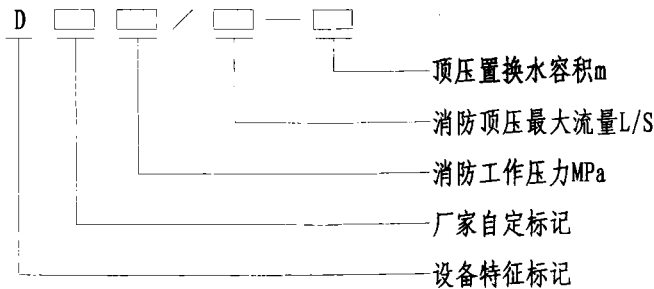 D□□/□—□
顶压置换水容积m
消防顶压最大流量L/S
消防工作压力MPa
厂家自定标记
设备特征标记